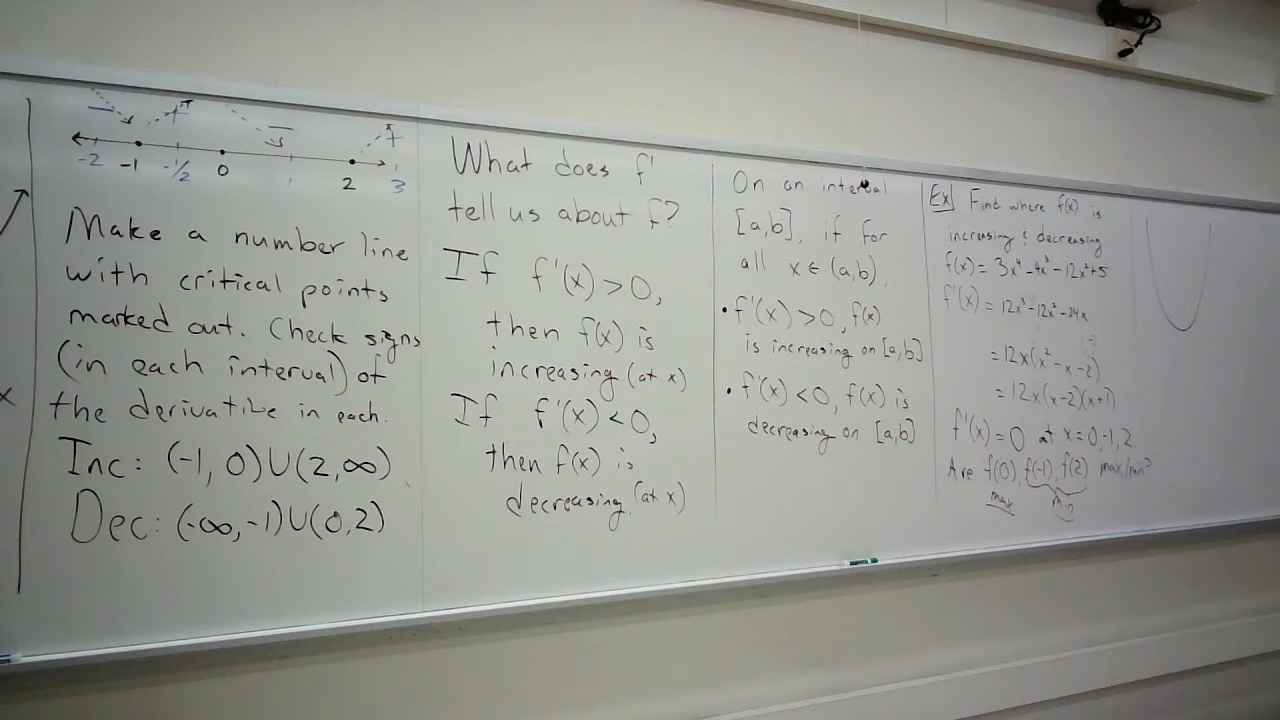 − + − +
-2 -1 -1/2 0 1 2 3
Make a number line
with critical points
marked out. Check signs
(in each interval) of
the derivative in each.
Inc: (-1, 0)∪(2,∞)
Dec: (-∞,-1)∪(0,2)
What does f'
tell us about f?
If f'(x)>0,
then f(x) is
increasing (at x)
If f'(x)<0,
then f(x) is
decreasing (at x)
On an interval
[a,b], if for
all x∈(a,b),
• f'(x)>0, f(x)
is increasing on [a,b]
• f'(x)<0, f(x) is
decreasing on [a,b]
Ex Find where f(x) is
increasing & decreasing
f(x)= 3x⁴-4x³-12x²+5
f'(x)= 12x³-12x²-24x
=12x(x²-x-2)
=12x(x-2)(x+1)
f'(x)=0 at x=0,-1,2.
Are f(0), f(-1), f(2) max/min?
max min